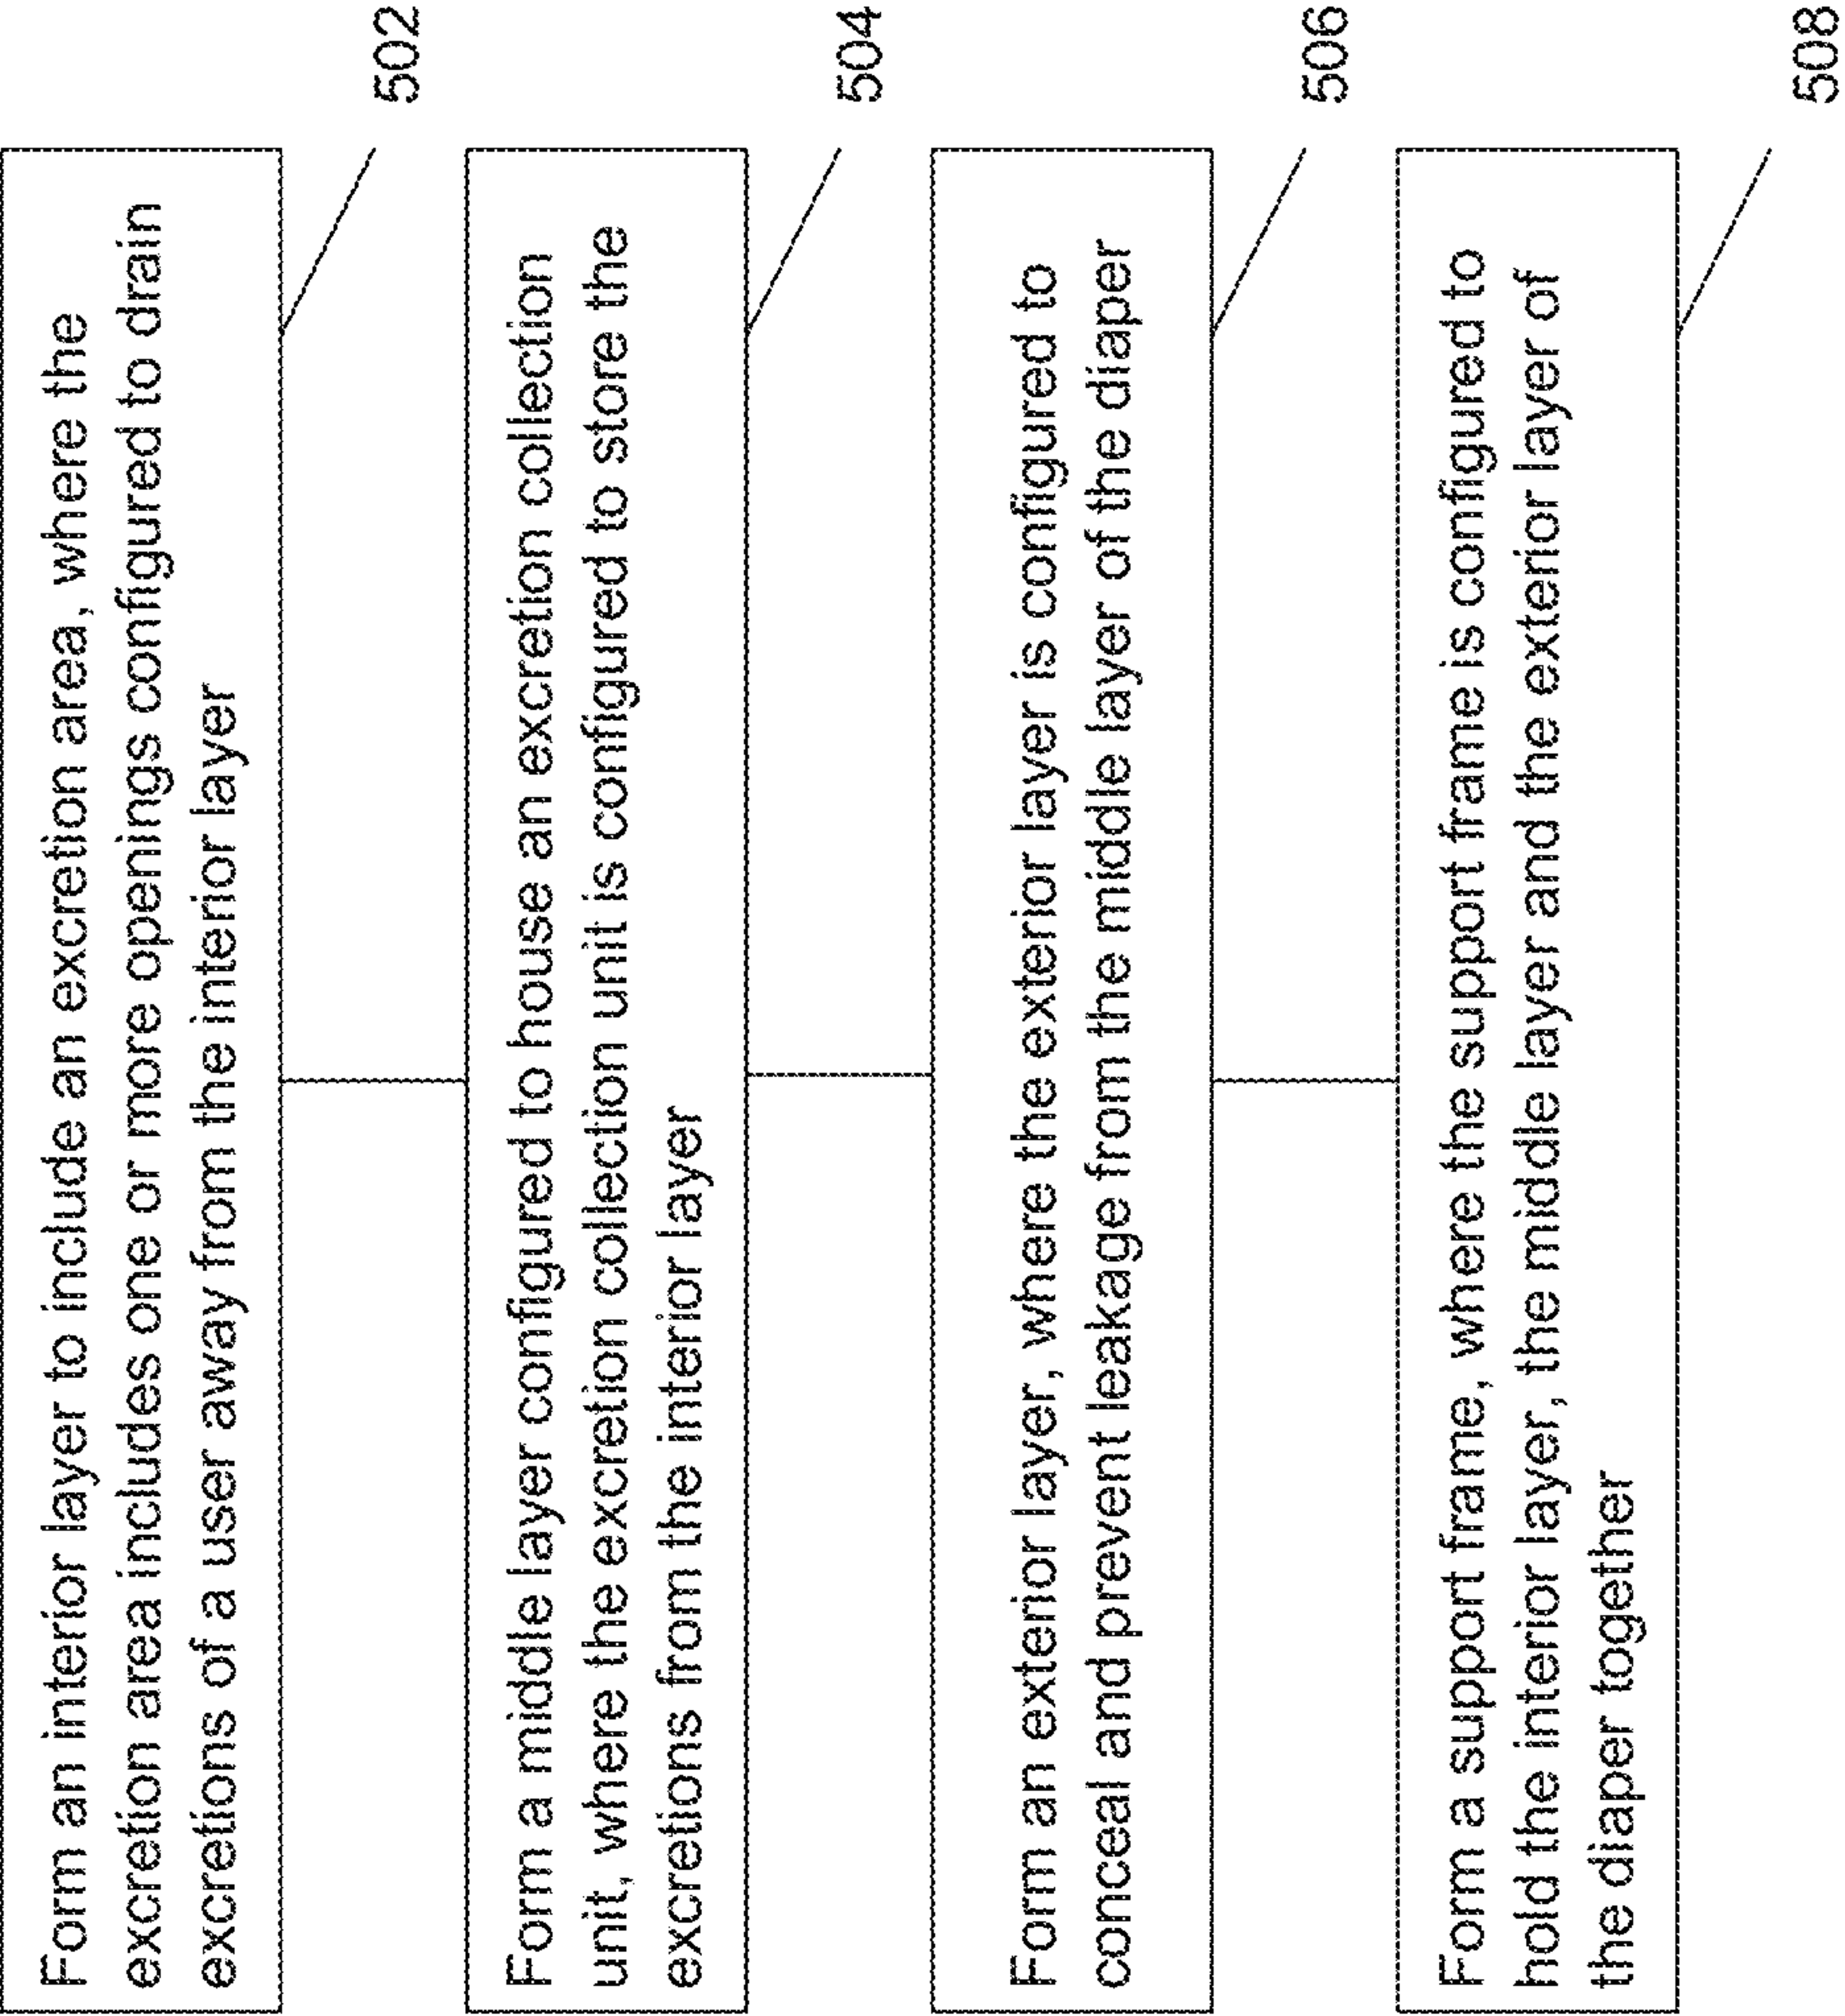 Form an interior layer to include an excretion area, where the
excretion area includes one or more openings configured to drain
excretions of a user away from the interior layer
502
Form a middle layer configured to house an excretion collection
unit, where the excretion collection unit is configured to store the
excretions from the interior layer
504
Form an exterior layer, where the exterior layer is configured to
conceal and prevent leakage from the middle layer of the diaper
506
Form a support frame, where the support frame is configured to
hold the interior layer, the middle layer and the exterior layer of
the diaper together
508